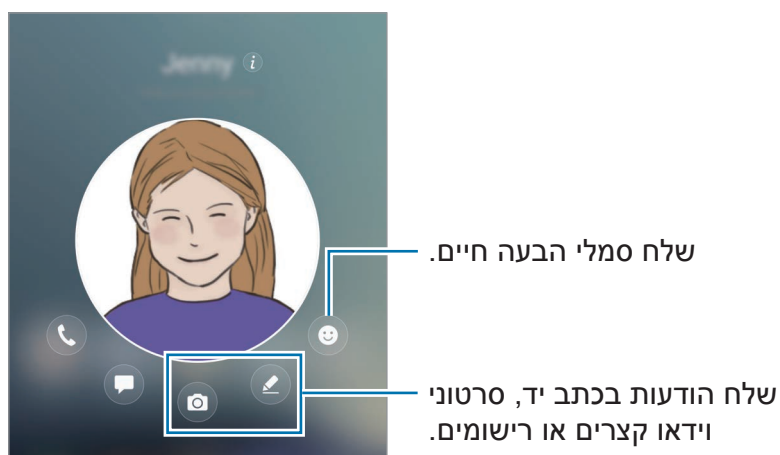 Jenny
שלח סמלי הבעה חיים.
שלח הודעות בכתב יד, סרטוני
וידאו קצרים או רישומים.